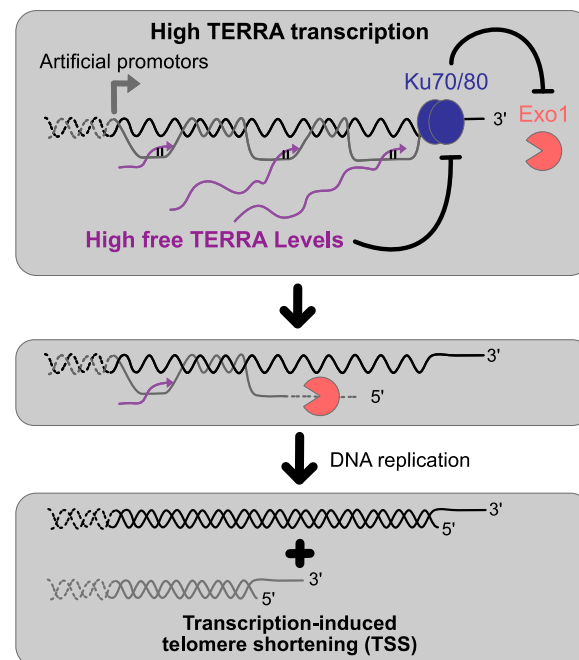 High TERRA transcription
Artificial promotors
Ku70/80
3'
Exo1
High free TERRA Levels
3'
5'
DNA replication
3'
5'
3'
5'
Transcription-induced
telomere shortening (TSS)